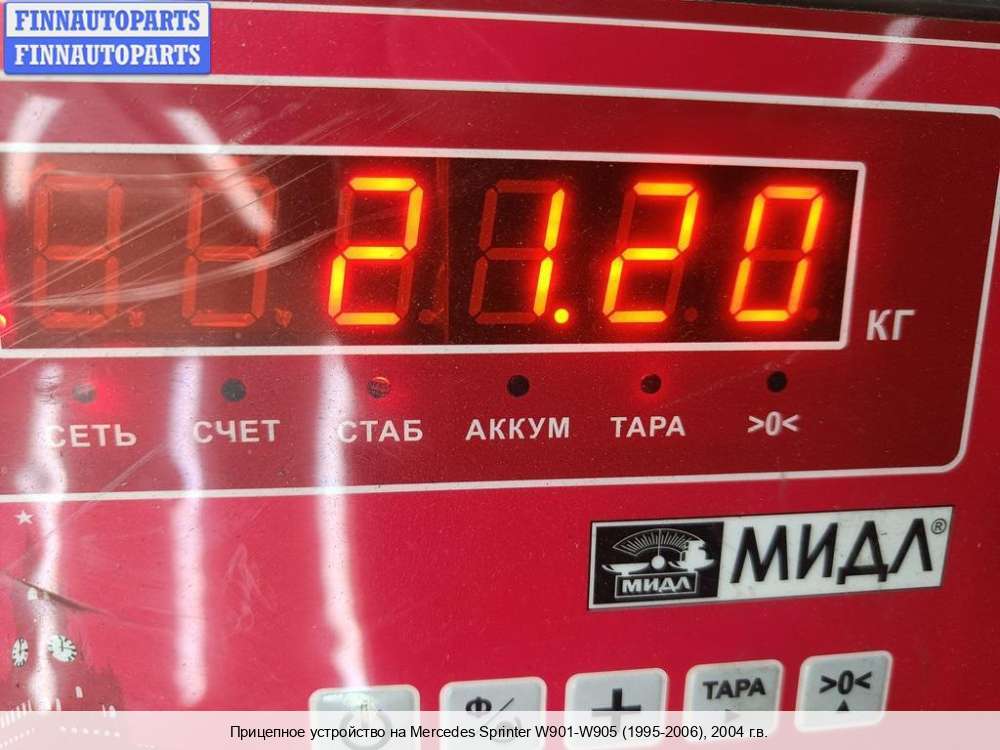 FINNAUTOPARTS
FINNAUTOPARTS
21.20
КГ
СЕТЬ СЧЕТ СТАБ АККУМ ТАРА >0<
МИДЛ МИДЛ®
Ф/ + ТАРА >0<
Прицепное устройство на Mercedes Sprinter W901-W905 (1995-2006), 2004 г.в.